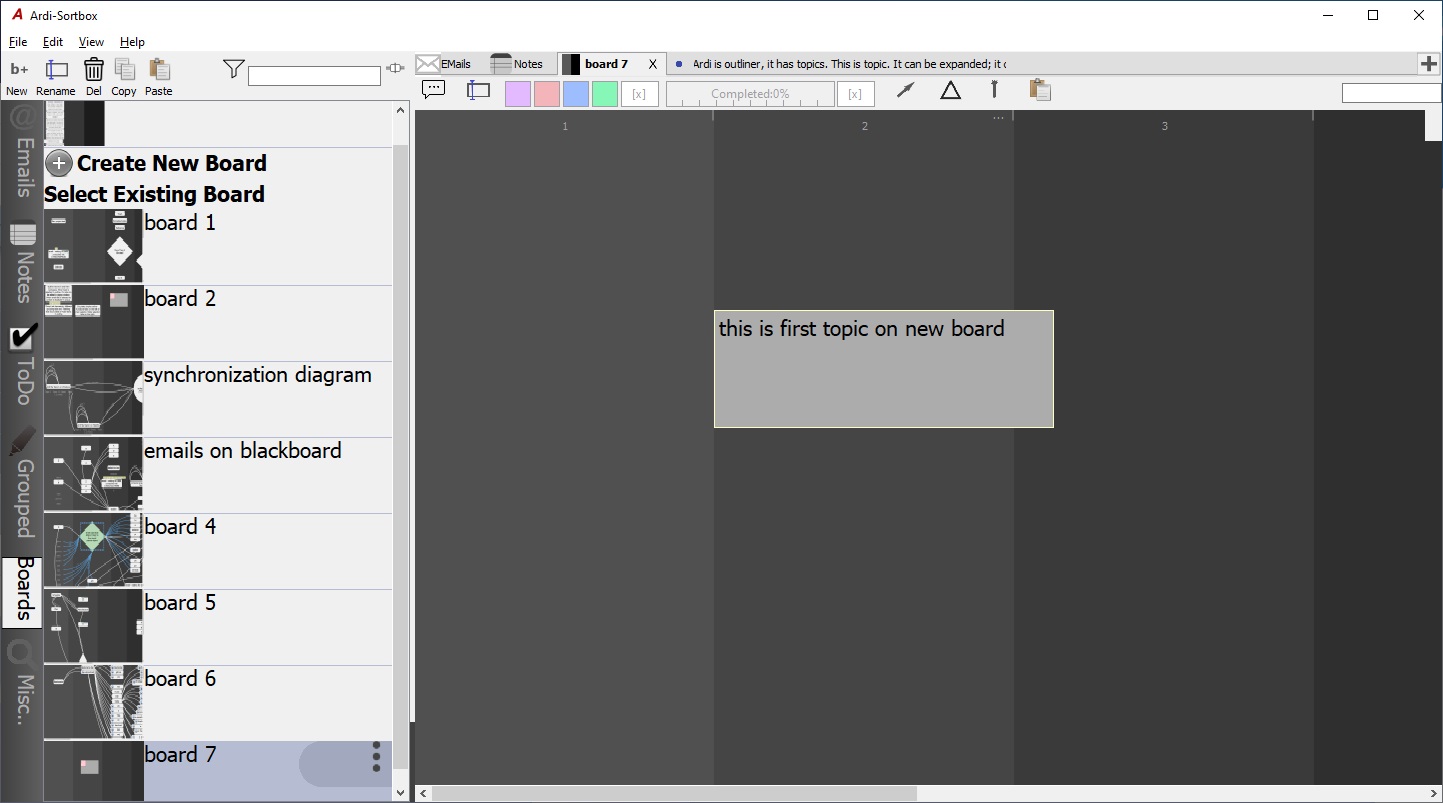 Ardi-Sortbox
File Edit View Help
b+
New Rename Del Copy Paste
EMails Notes board 7 X Ardi is outliner, it has topics. This is topic. It can be expanded; it c
[x] Completed:0% [x]
Emails
Notes
ToDo
Grouped
Boards
Misc..
Create New Board
Select Existing Board
board 1
board 2
synchronization diagram
emails on blackboard
board 4
board 5
board 6
board 7
1 2 ... 3
this is first topic on new board